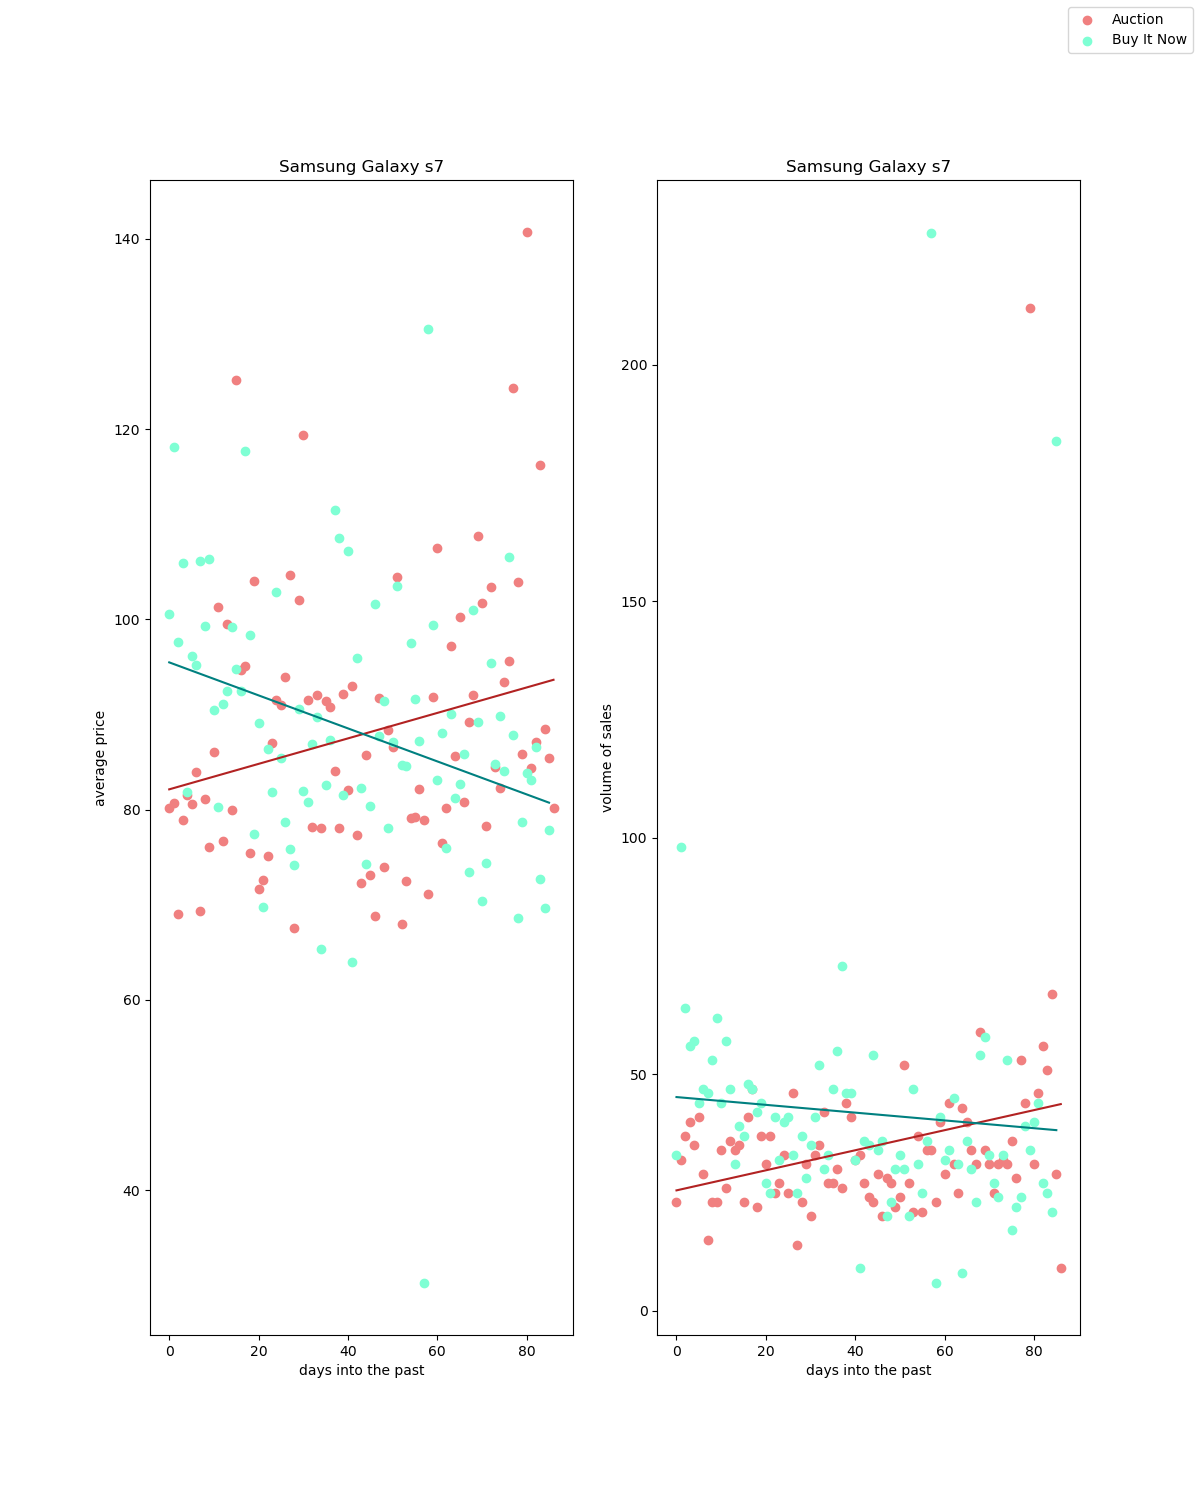 Auction
Buy It Now
Samsung Galaxy s7
average price
140
120
100
80
60
40
0 20 40 60 80
days into the past
Samsung Galaxy s7
volume of sales
200
150
100
50
0
0 20 40 60 80
days into the past